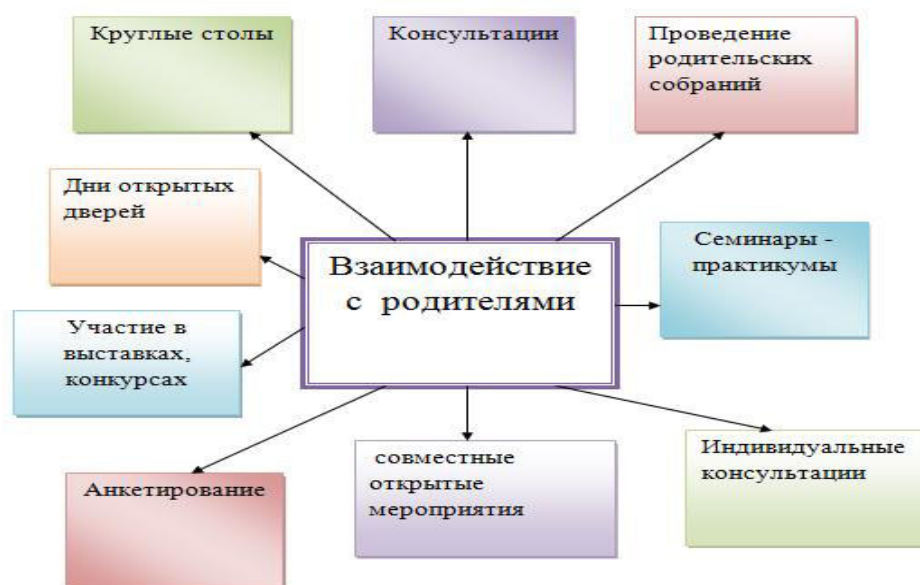 Круглые столы
Консультации
Проведение
родительских
собраний
Дни открытых
дверей
Взаимодействие
с родителями
Семинары -
практикумы
Участие в
выставках,
конкурсах
Анкетирование
совместные
открытые
мероприятия
Индивидуальные
консультации